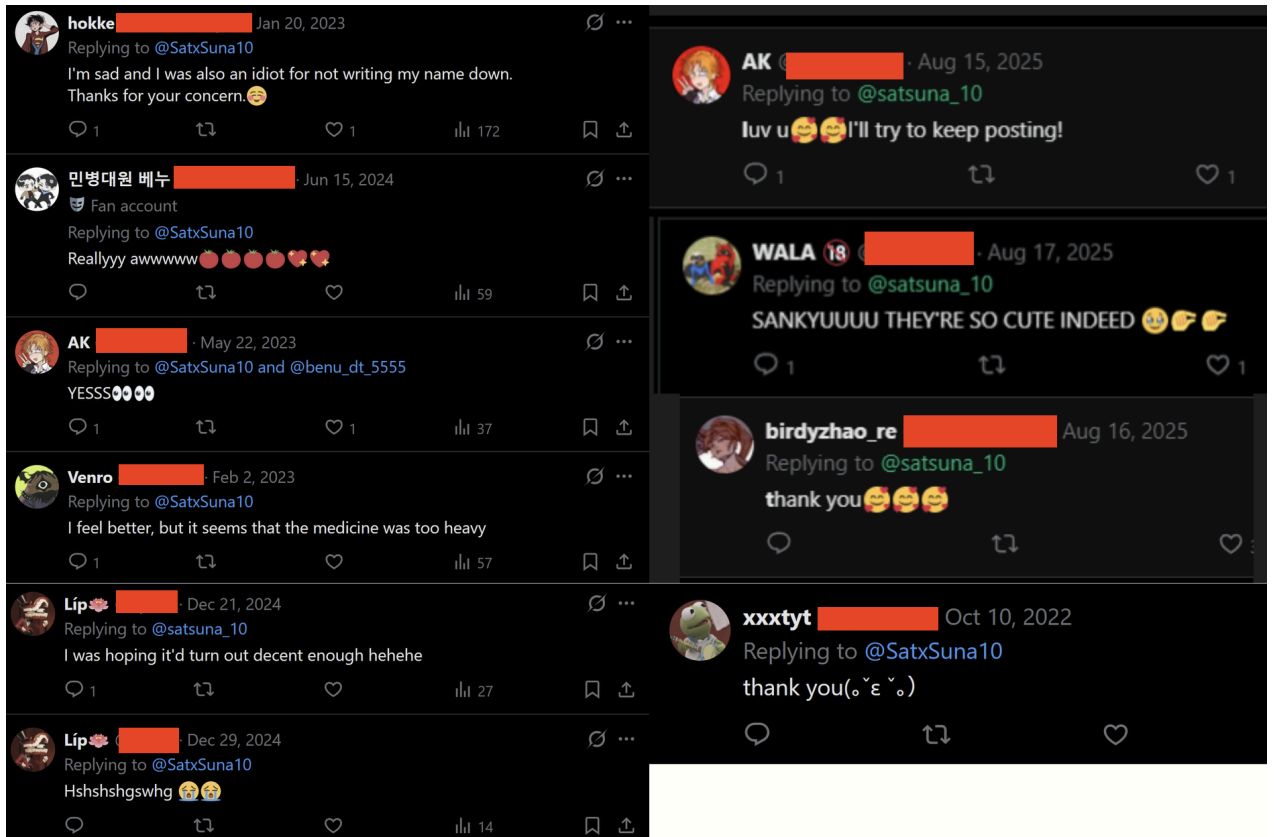 hokke Jan 20, 2023
Replying to @SatxSuna10
I'm sad and I was also an idiot for not writing my name down.
Thanks for your concern.☺️
1 1 172
민병대원 베누 · Jun 15, 2024
🎭 Fan account
Replying to @SatxSuna10
Reallyyy awwwww🍅🍅🍅🍅💖💖
59
AK · May 22, 2023
Replying to @SatxSuna10 and @benu_dt_5555
YESSS👀👀
1 1 37
Venro · Feb 2, 2023
Replying to @SatxSuna10
I feel better, but it seems that the medicine was too heavy
1 57
Líp🪷 · Dec 21, 2024
Replying to @satsuna_10
I was hoping it'd turn out decent enough hehehe
1 27
Líp🪷 · Dec 29, 2024
Replying to @SatxSuna10
Hshshshgswhg 😭😭
14
AK · Aug 15, 2025
Replying to @satsuna_10
luv u🥰🥰I'll try to keep posting!
1 1
WALA 🔞 · Aug 17, 2025
Replying to @satsuna_10
SANKYUUUU THEY'RE SO CUTE INDEED 🥹🫶🫶
1 1
birdyzhao_re Aug 16, 2025
Replying to @satsuna_10
thank you🥰🥰🥰
xxxtyt Oct 10, 2022
Replying to @SatxSuna10
thank you(｡ˇε ˇ｡)